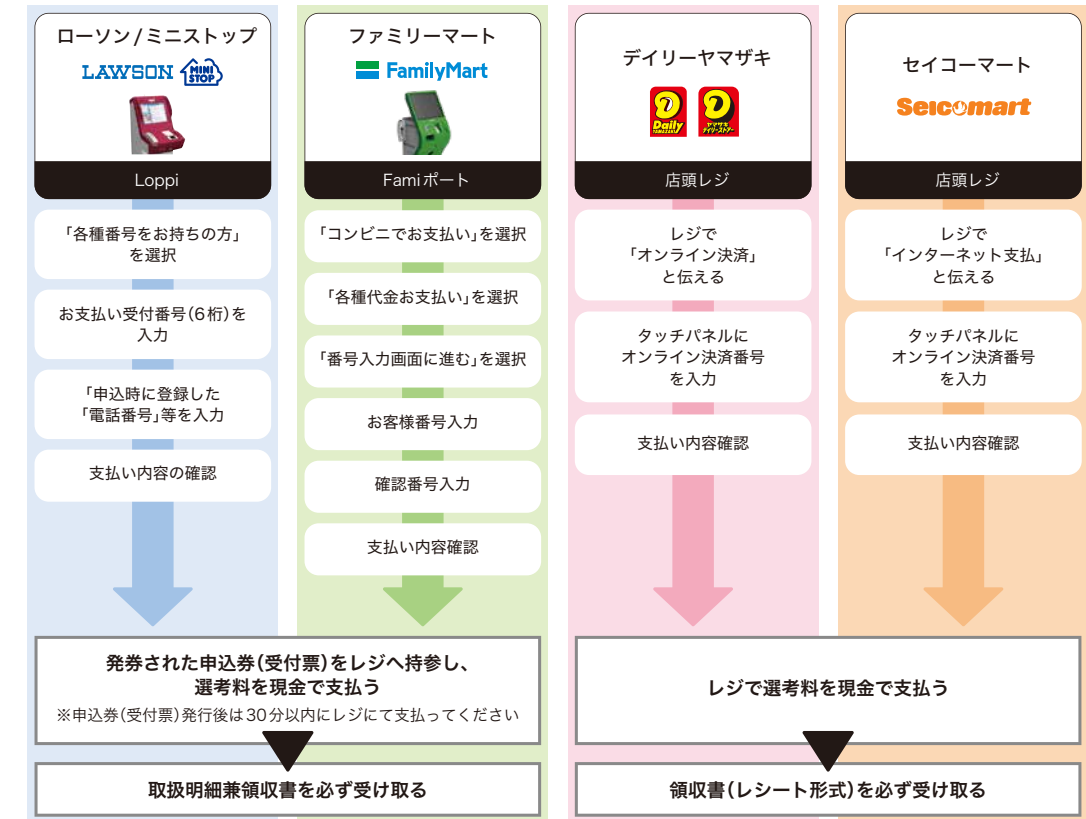 ローソン/ミニストップ
LAWSON
MINI
STOP
Loppi
「各種番号をお持ちの方」
を選択
お支払い受付番号(6桁)を
入力
「申込時に登録した
「電話番号」等を入力
支払い内容の確認
ファミリーマート
FamilyMart
Famiポート
「コンビニでお支払い」を選択
「各種代金お支払い」を選択
「番号入力画面に進む」を選択
お客様番号入力
確認番号入力
支払い内容確認
発券された申込券(受付票)をレジへ持参し、
選考料を現金で支払う
※申込券(受付票)発行後は30分以内にレジにて支払ってください
取扱明細兼領収書を必ず受け取る
デイリーヤマザキ
Daily
YAMAZAKI
ヤマザキ
デイリーストアー
店頭レジ
レジで
「オンライン決済」
と伝える
タッチパネルに
オンライン決済番号
を入力
支払い内容確認
セイコーマート
Seicomart
店頭レジ
レジで
「インターネット支払」
と伝える
タッチパネルに
オンライン決済番号
を入力
支払い内容確認
レジで選考料を現金で支払う
領収書(レシート形式)を必ず受け取る